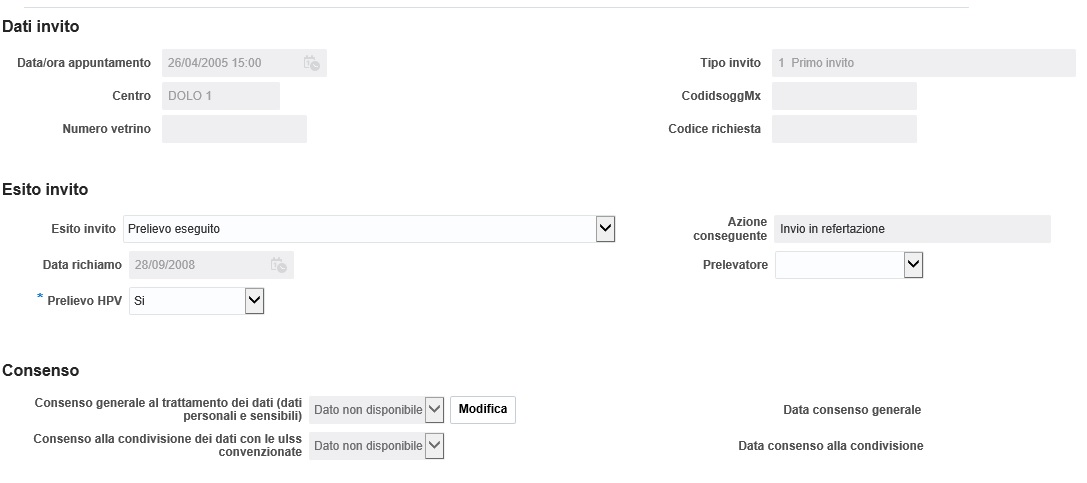 Dati invito
Data/ora appuntamento 26/04/2005 15:00 Tipo invito 1 Primo invito
Centro DOLO 1 CodidsoggMx
Numero vetrino Codice richiesta
Esito invito
Esito invito Prelievo eseguito Azione
conseguente Invio in refertazione
Data richiamo 28/09/2008 Prelevatore
* Prelievo HPV Si
Consenso
Consenso generale al trattamento dei dati (dati
personali e sensibili) Dato non disponibile Modifica Data consenso generale
Consenso alla condivisione dei dati con le ulss
convenzionate Dato non disponibile Data consenso alla condivisione